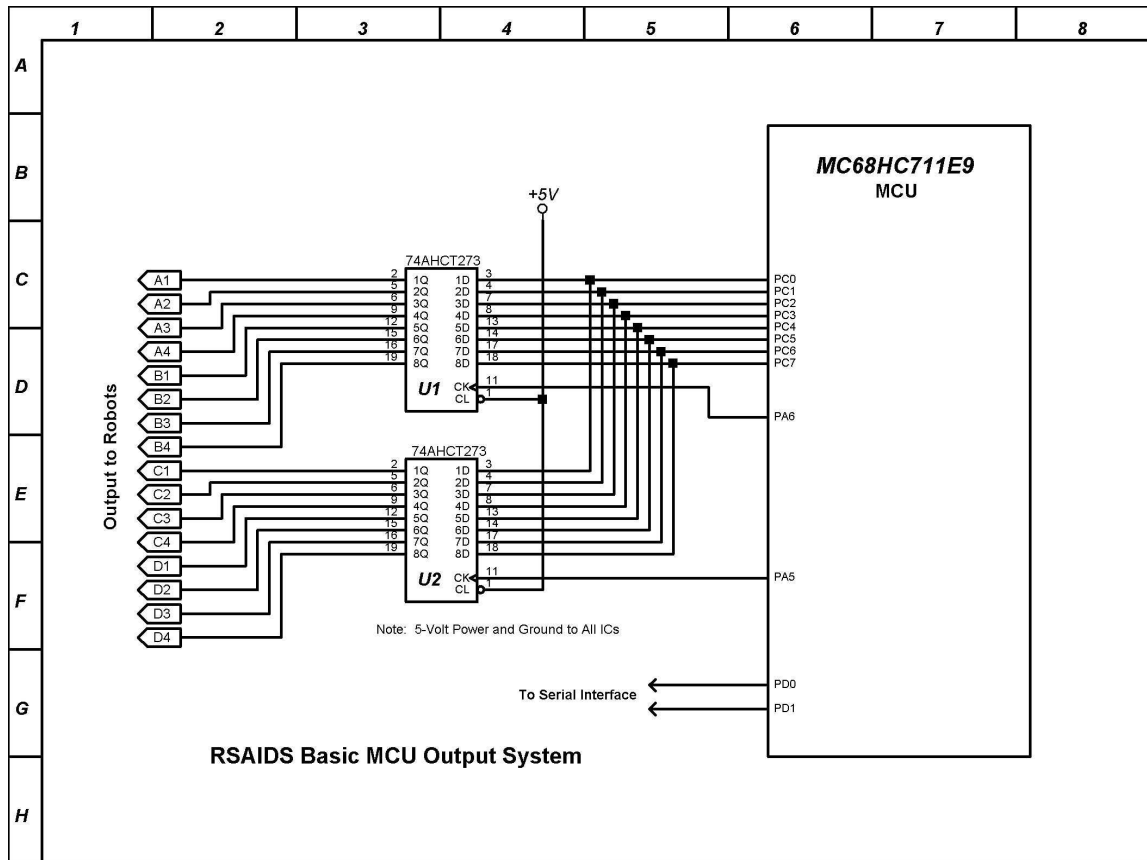 1 2 3 4 5 6 7 8
A
B
C
D
E
F
G
H
MC68HC711E9
MCU
+5V
74AHCT273
A1 2 1Q 1D 3 PC0
5 2Q 2D 4 PC1
A2 6 3Q 3D 7 PC2
9 4Q 4D 8 PC3
A3 12 5Q 5D 13 PC4
15 6Q 6D 14 PC5
A4 16 7Q 7D 17 PC6
19 8Q 8D 18 PC7
B1
U1 CK 11
CL 1
B2
PA6
B3
B4
Output to Robots
74AHCT273
C1 2 1Q 1D 3
5 2Q 2D 4
C2 6 3Q 3D 7
9 4Q 4D 8
C3 12 5Q 5D 13
15 6Q 6D 14
C4 16 7Q 7D 17
19 8Q 8D 18
D1
U2 CK 11 PA5
CL 1
D2
D3
D4
Note: 5-Volt Power and Ground to All ICs
PD0
To Serial Interface
PD1
RSAIDS Basic MCU Output System